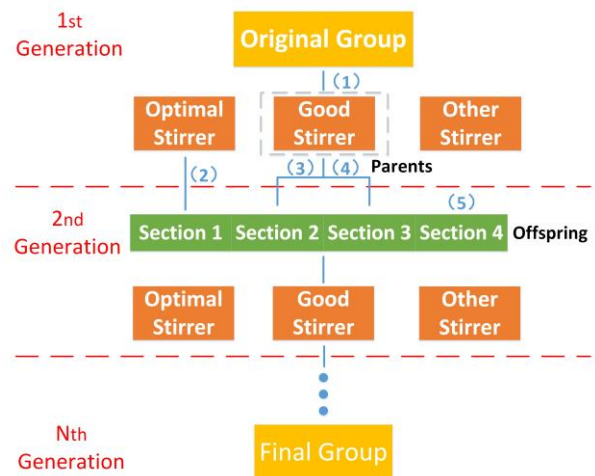 1st
Generation
Original Group
(1)
Optimal
Stirrer
Good
Stirrer
Other
Stirrer
(2)
(3)
(4)
Parents
(5)
2nd
Generation
Section 1
Section 2
Section 3
Section 4
Offspring
Optimal
Stirrer
Good
Stirrer
Other
Stirrer
Nth
Generation
Final Group